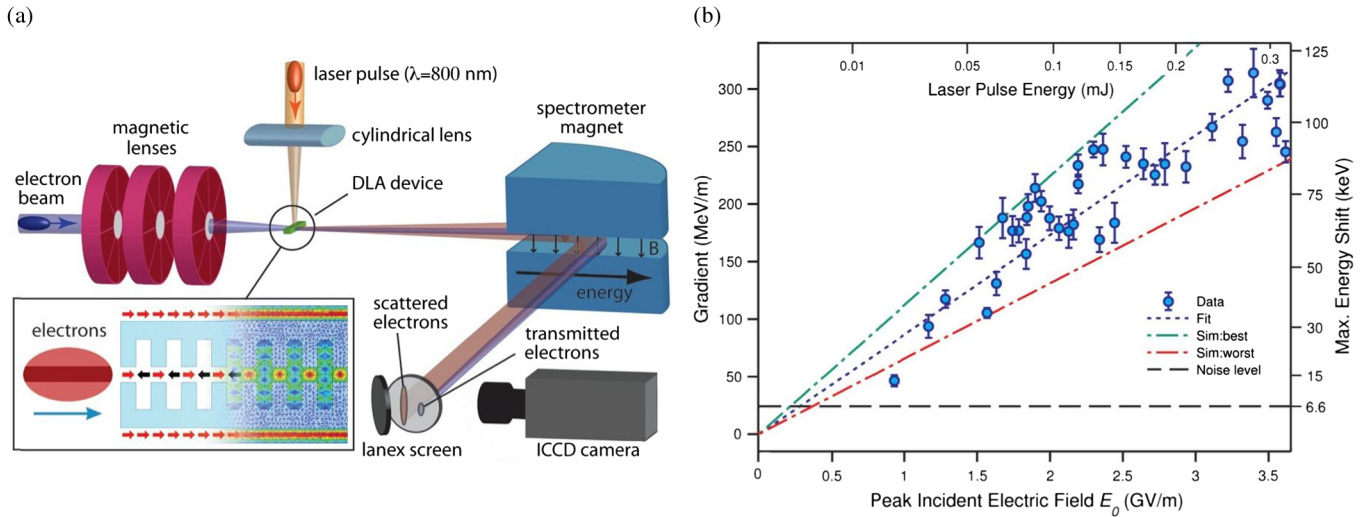 (a)
laser pulse (λ=800 nm)
cylindrical lens
magnetic
lenses
electron
beam
DLA device
spectrometer
magnet
B
energy
electrons
scattered
electrons
transmitted
electrons
lanex screen
ICCD camera
(b)
0.01 0.05 0.1 0.15 0.2 0.3
Laser Pulse Energy (mJ)
Gradient (MeV/m)
300
250
200
150
100
50
0
125
100
75
50
30
15
6.6
Max. Energy Shift (keV)
Data
Fit
Sim:best
Sim:worst
Noise level
0 0.5 1 1.5 2 2.5 3 3.5
Peak Incident Electric Field E0 (GV/m)